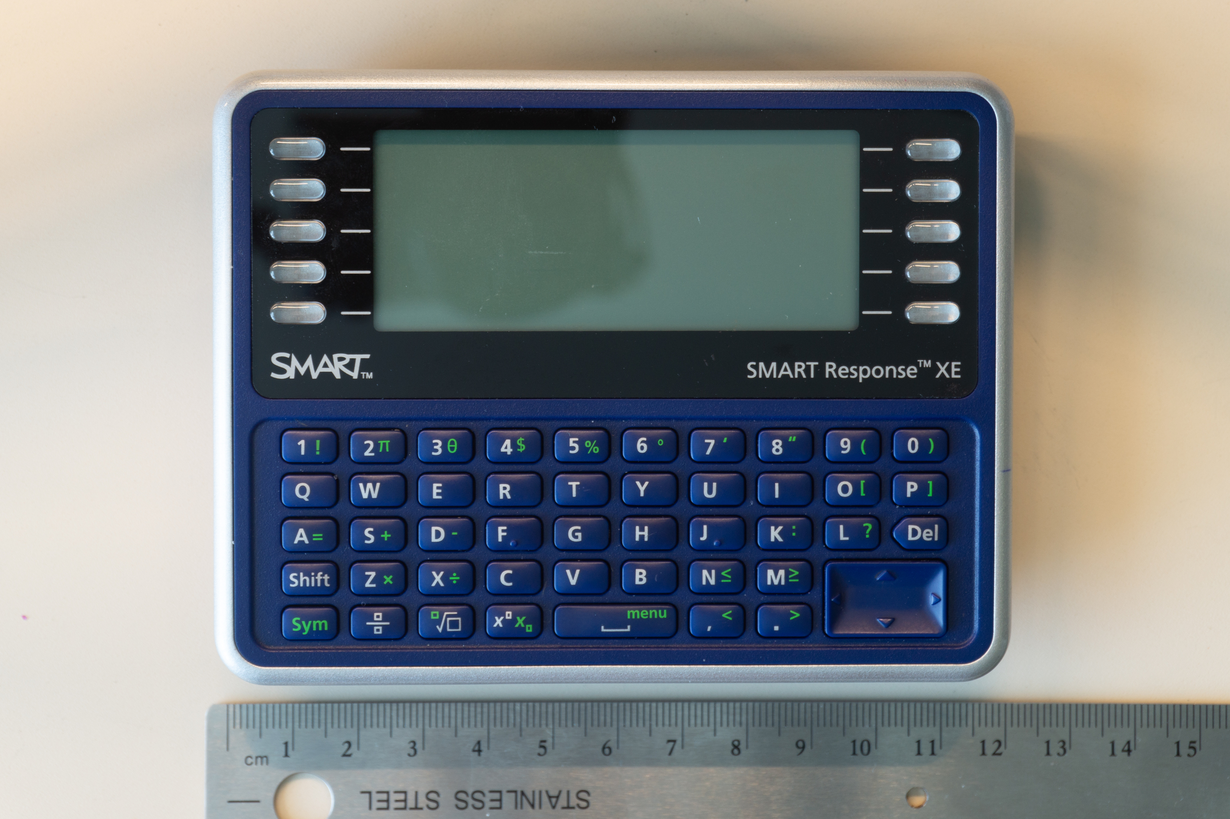 SMART™
SMART Response™ XE
1 ! 2 π 3 θ 4 $ 5 % 6 ° 7 ′ 8 “ 9 ( 0 )
Q W E R T Y U I O [ P ]
A = S + D - F G H J K : L ? Del
Shift Z × X ÷ C V B N ≤ M ≥
Sym √ x x menu , < . >
cm 1 2 3 4 5 6 7 8 9 10 11 12 13 14 15
STAINLESS STEEL